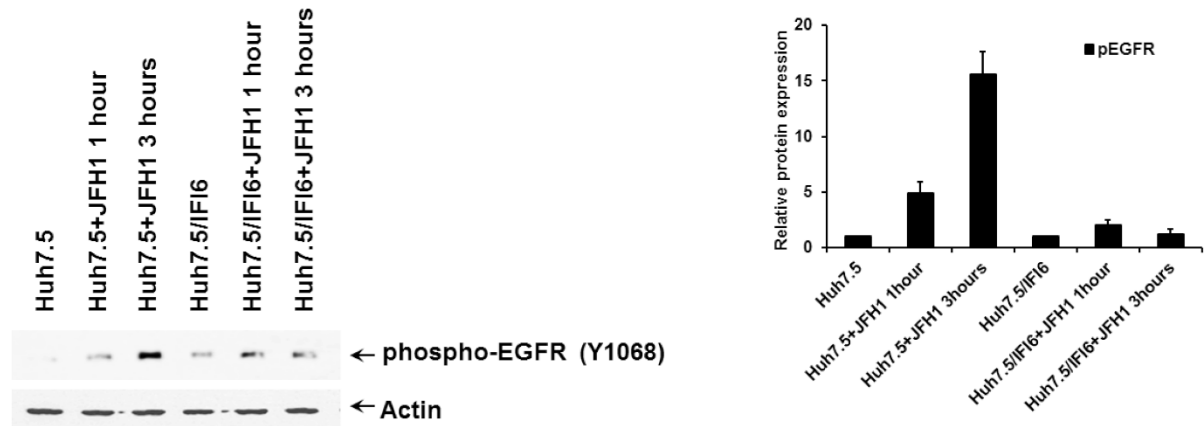 Huh7.5
Huh7.5+JFH1 1 hour
Huh7.5+JFH1 3 hours
Huh7.5/IFI6
Huh7.5/IFI6+JFH1 1 hour
Huh7.5/IFI6+JFH1 3 hours
← phospho-EGFR (Y1068)
← Actin
Relative protein expression
20
15
10
5
0
pEGFR
Huh7.5
Huh7.5+JFH1 1hour
Huh7.5+JFH1 3hours
Huh7.5/IFI6
Huh7.5/IFI6+JFH1 1hour
Huh7.5/IFI6+JFH1 3hours